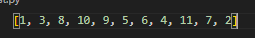 [1, 3, 8, 10, 9, 5, 6, 4, 11, 7, 2]